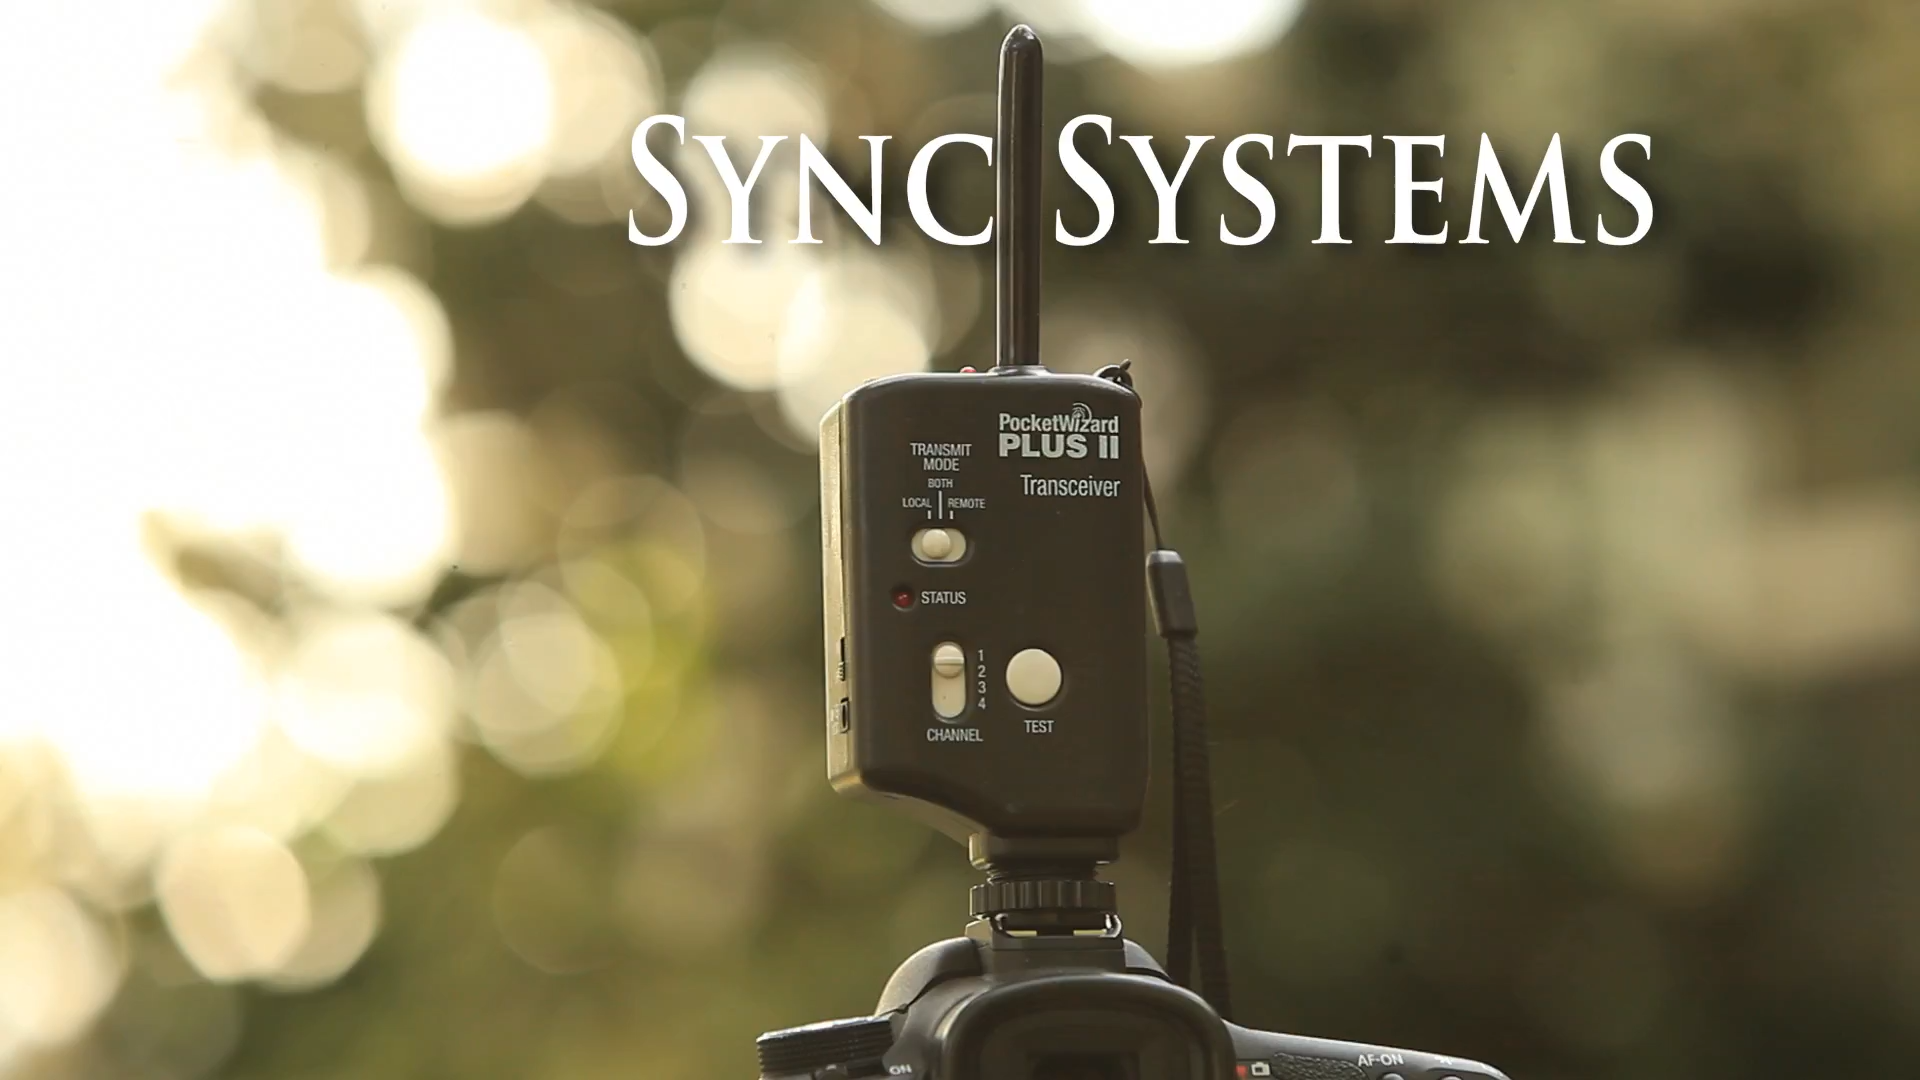 SYNC SYSTEMS
PocketWizard
PLUS II
Transceiver
TRANSMIT
MODE
BOTH
LOCAL REMOTE
STATUS
1
2
3
4
CHANNEL
TEST
ON
AF-ON